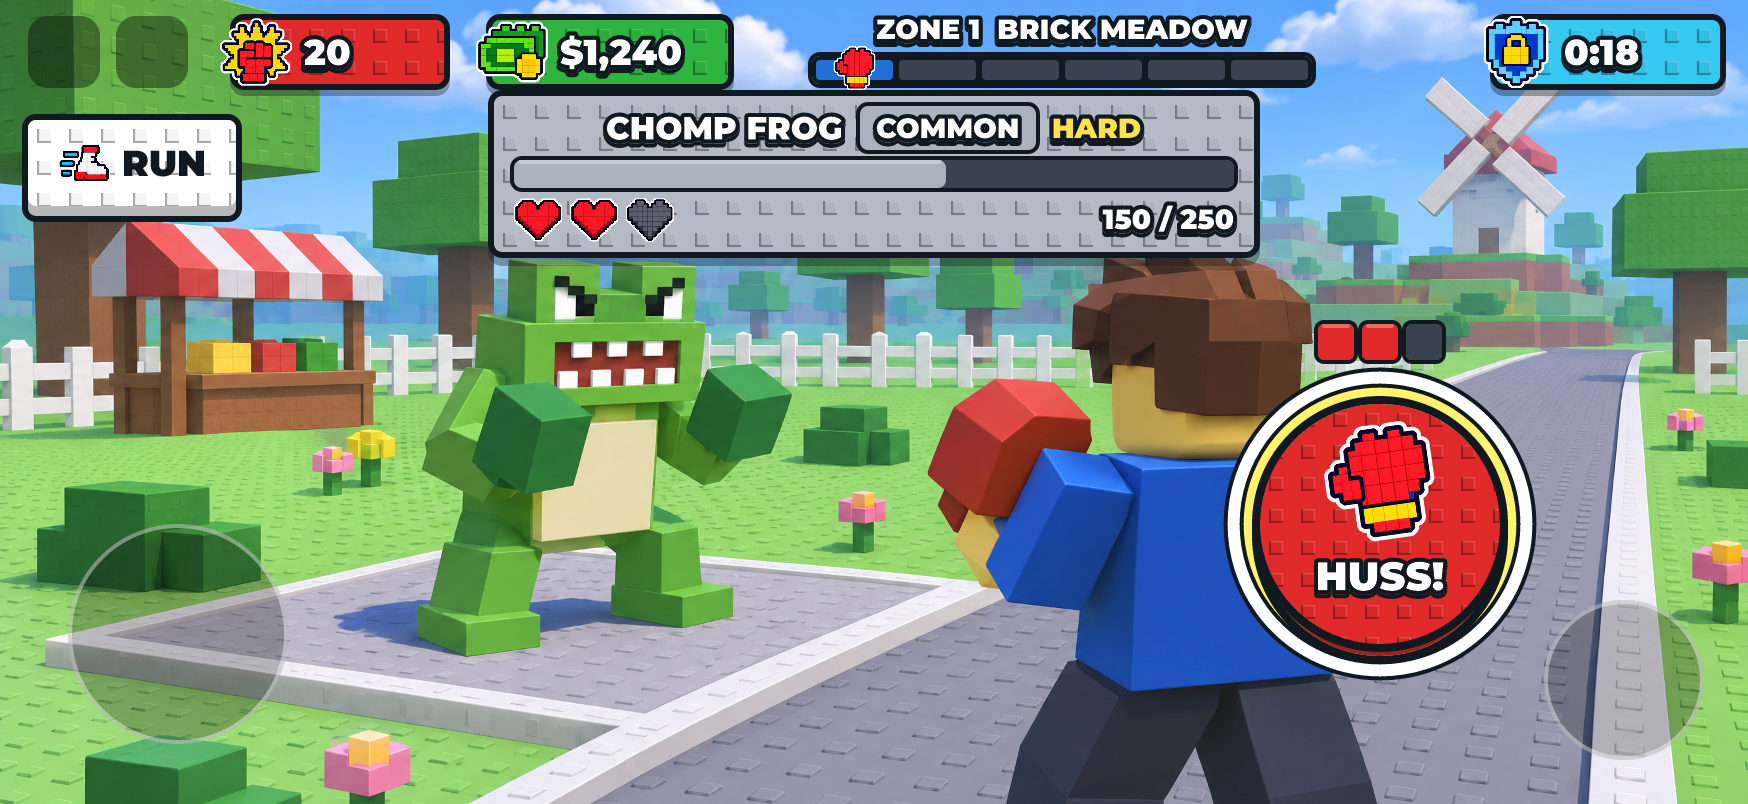 20
$1,240
ZONE 1 BRICK MEADOW
0:18
RUN
CHOMP FROG COMMON HARD
150 / 250
HUSS!